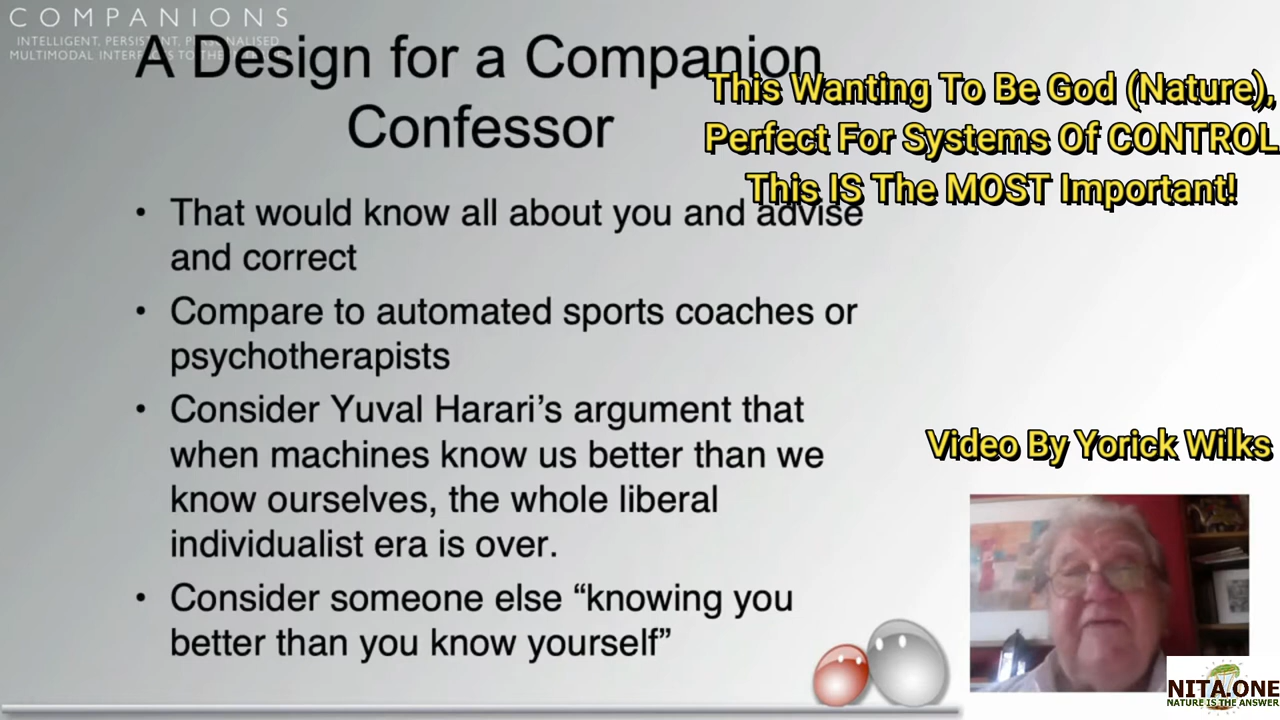 COMPANIONS
INTELLIGENT, PERSISTENT, PERSONALISED
MULTIMODAL INTERFACES TO THE
A Design for a Companion
Confessor
This Wanting To Be God (Nature),
Perfect For Systems Of CONTROL
This IS The MOST Important!
• That would know all about you and advise
and correct
• Compare to automated sports coaches or
psychotherapists
• Consider Yuval Harari’s argument that
when machines know us better than we
know ourselves, the whole liberal
individualist era is over.
• Consider someone else “knowing you
better than you know yourself”
Video By Yorick Wilks
NITA.ONE
NATURE IS THE ANSWER